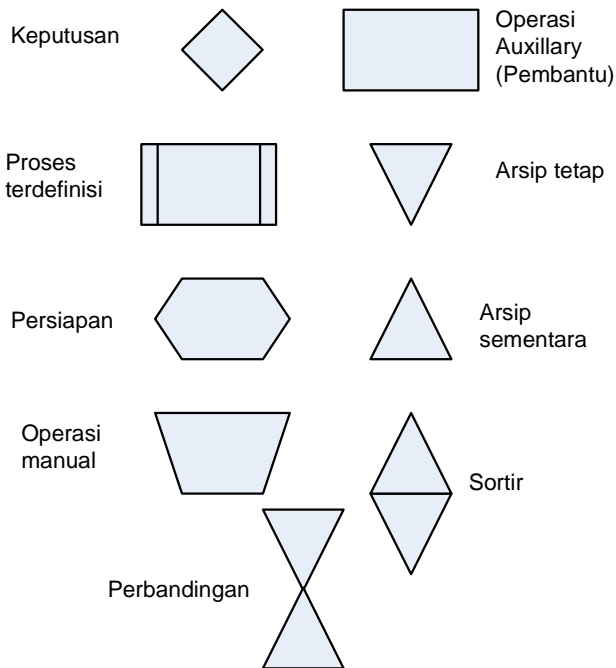 Keputusan
Operasi
Auxillary
(Pembantu)
Proses
terdefinisi
Arsip tetap
Persiapan
Arsip
sementara
Operasi
manual
Sortir
Perbandingan